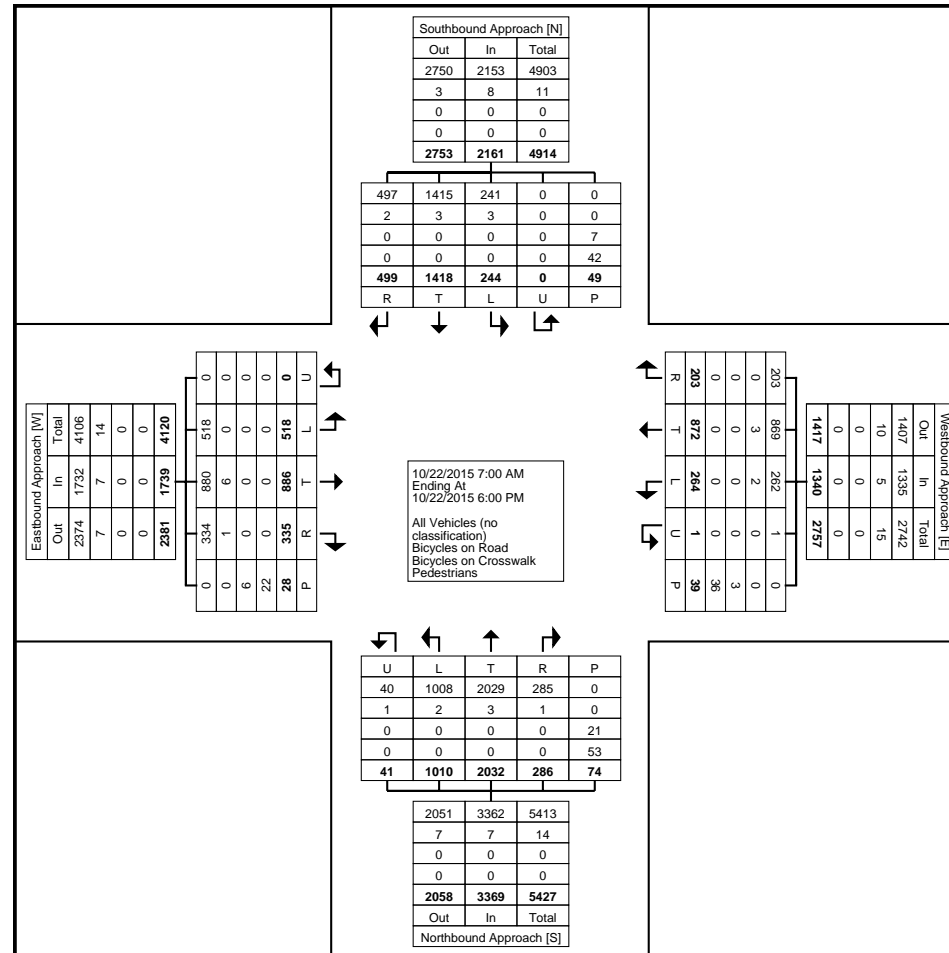 Southbound Approach [N]
Out In Total
2750 2153 4903
3 8 11
0 0 0
0 0 0
2753 2161 4914
497 1415 241 0 0
2 3 3 0 0
0 0 0 0 7
0 0 0 0 42
499 1418 244 0 49
R T L U P
Eastbound Approach [W]
Total In Out
4106 1732 2374
14 7 7
0 0 0
0 0 0
4120 1739 2381
0 518 880 334 0
0 0 6 1 0
0 0 0 0 6
0 0 0 0 22
0 518 886 335 28
U L T R P
10/22/2015 7:00 AM
Ending At
10/22/2015 6:00 PM
All Vehicles (no
classification)
Bicycles on Road
Bicycles on Crosswalk
Pedestrians
R T L U P
203 872 264 1 39
0 0 0 0 36
0 0 0 0 3
0 3 2 0 0
203 869 262 1 0
1417 1340 2757
0 0 0
0 0 0
10 5 15
1407 1335 2742
Out In Total
Westbound Approach [E]
U L T R P
40 1008 2029 285 0
1 2 3 1 0
0 0 0 0 21
0 0 0 0 53
41 1010 2032 286 74
2051 3362 5413
7 7 14
0 0 0
0 0 0
2058 3369 5427
Out In Total
Northbound Approach [S]